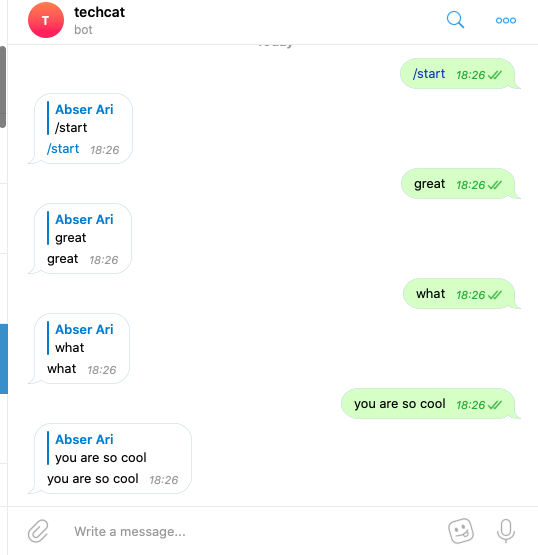 T
techcat
bot
Today
/start 18:26
Abser Ari
/start
/start 18:26
great 18:26
Abser Ari
great
great 18:26
what 18:26
Abser Ari
what
what 18:26
you are so cool 18:26
Abser Ari
you are so cool
you are so cool 18:26
Write a message...